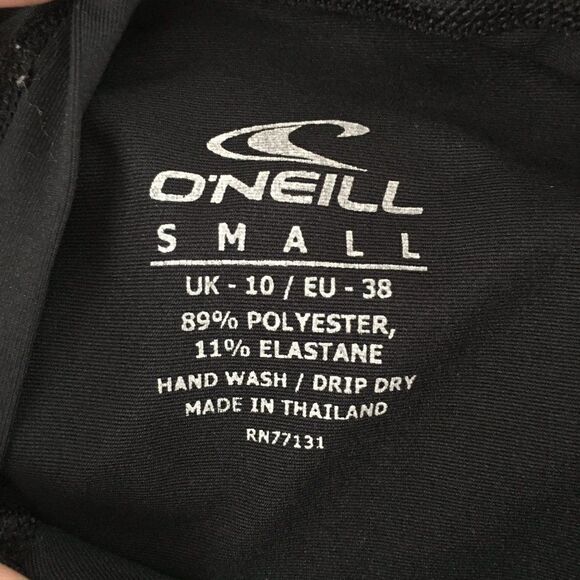 O'NEILL
SMALL
UK - 10 / EU - 38
89% POLYESTER,
11% ELASTANE
HAND WASH / DRIP DRY
MADE IN THAILAND
RN77131